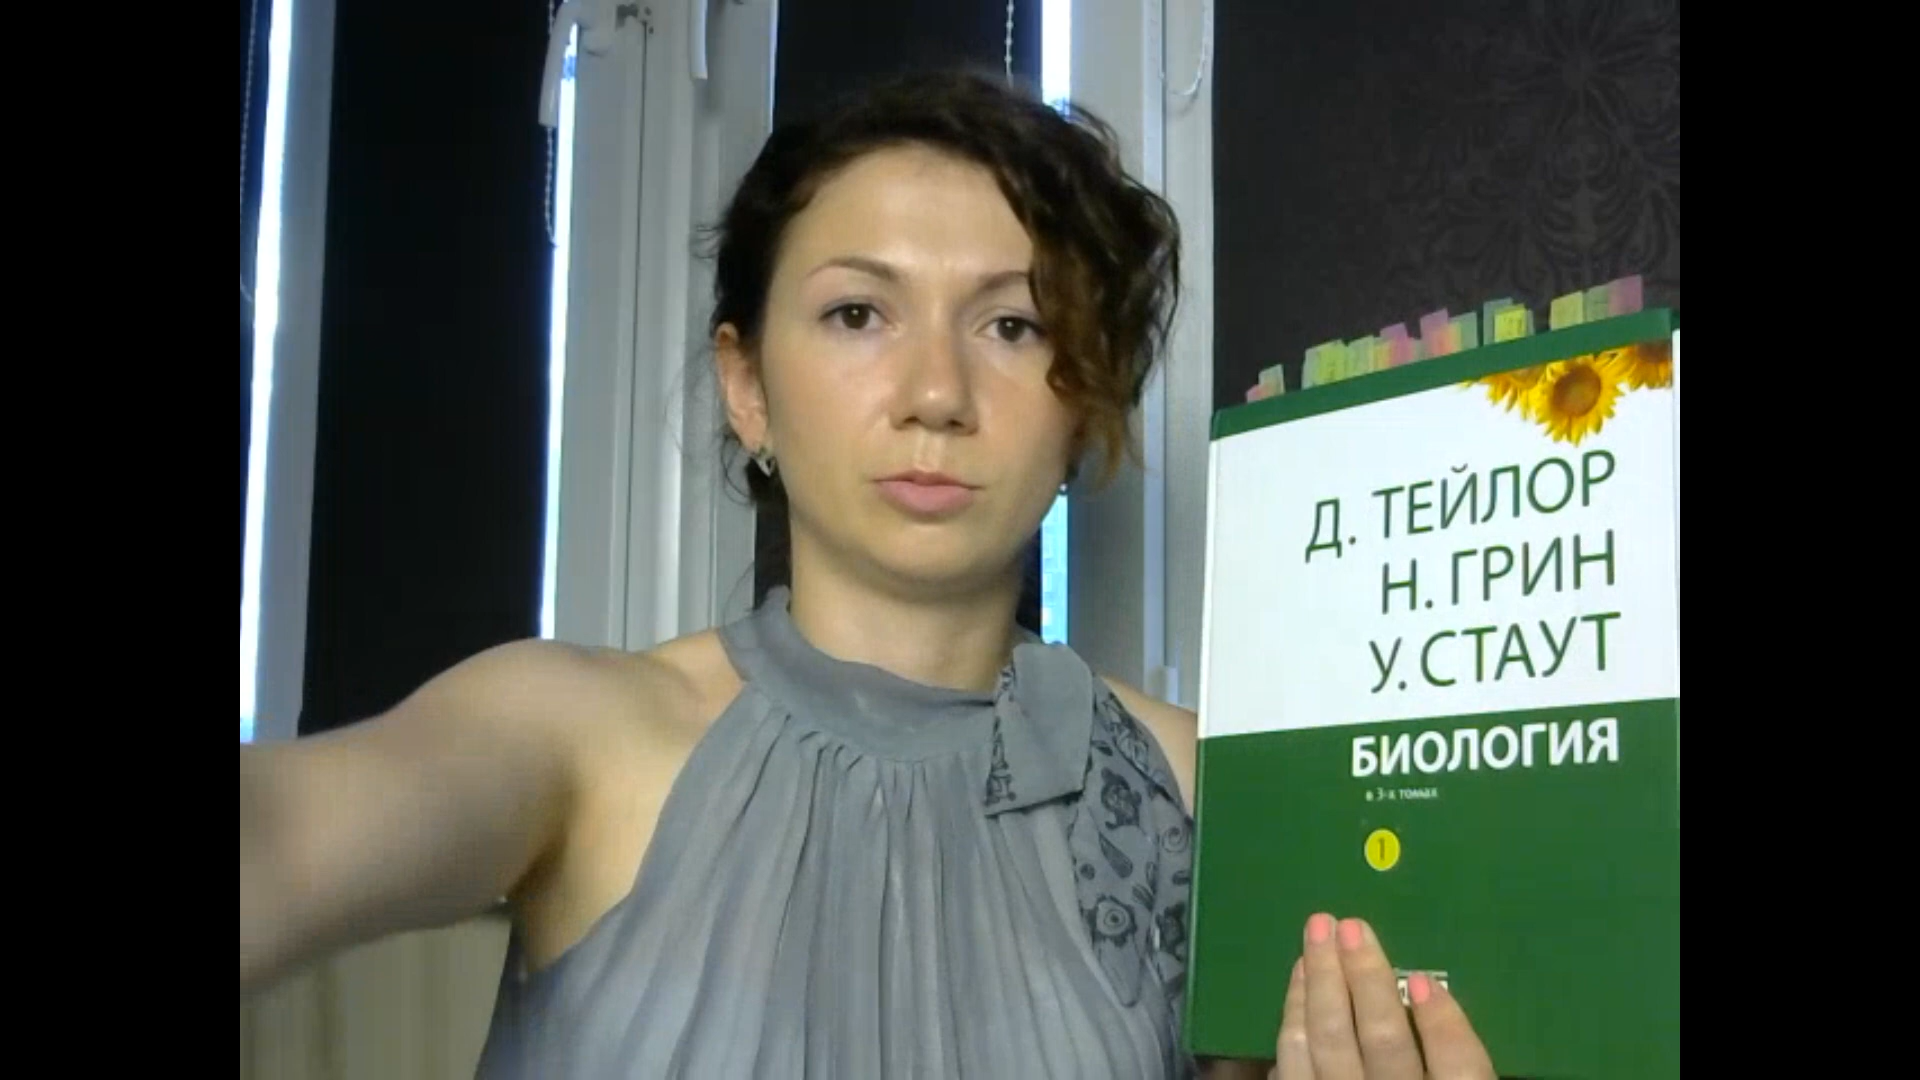 Д. ТЕЙЛОР
Н. ГРИН
У. СТАУТ
БИОЛОГИЯ
в 3-х томах
1